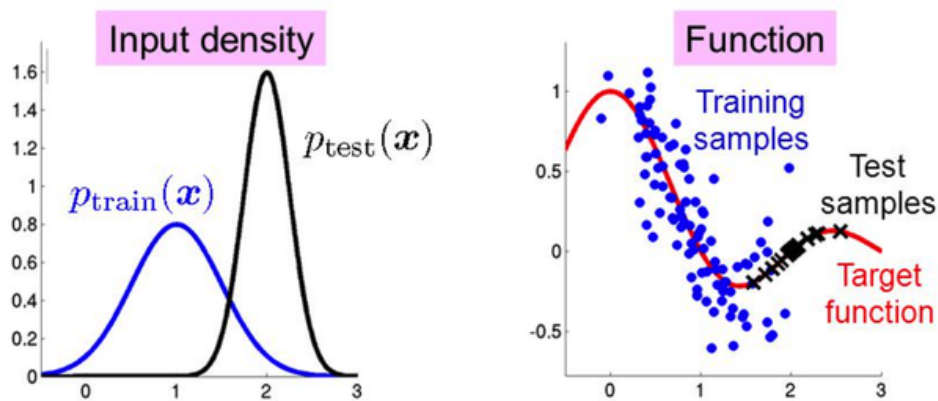 Input density
1.6
1.4
1.2
1
0.8
0.6
0.4
0.2
0
0 1 2 3
p_train(x)
p_test(x)
Function
1
0.5
0
-0.5
0 1 2 3
Training
samples
Test
samples
Target
function